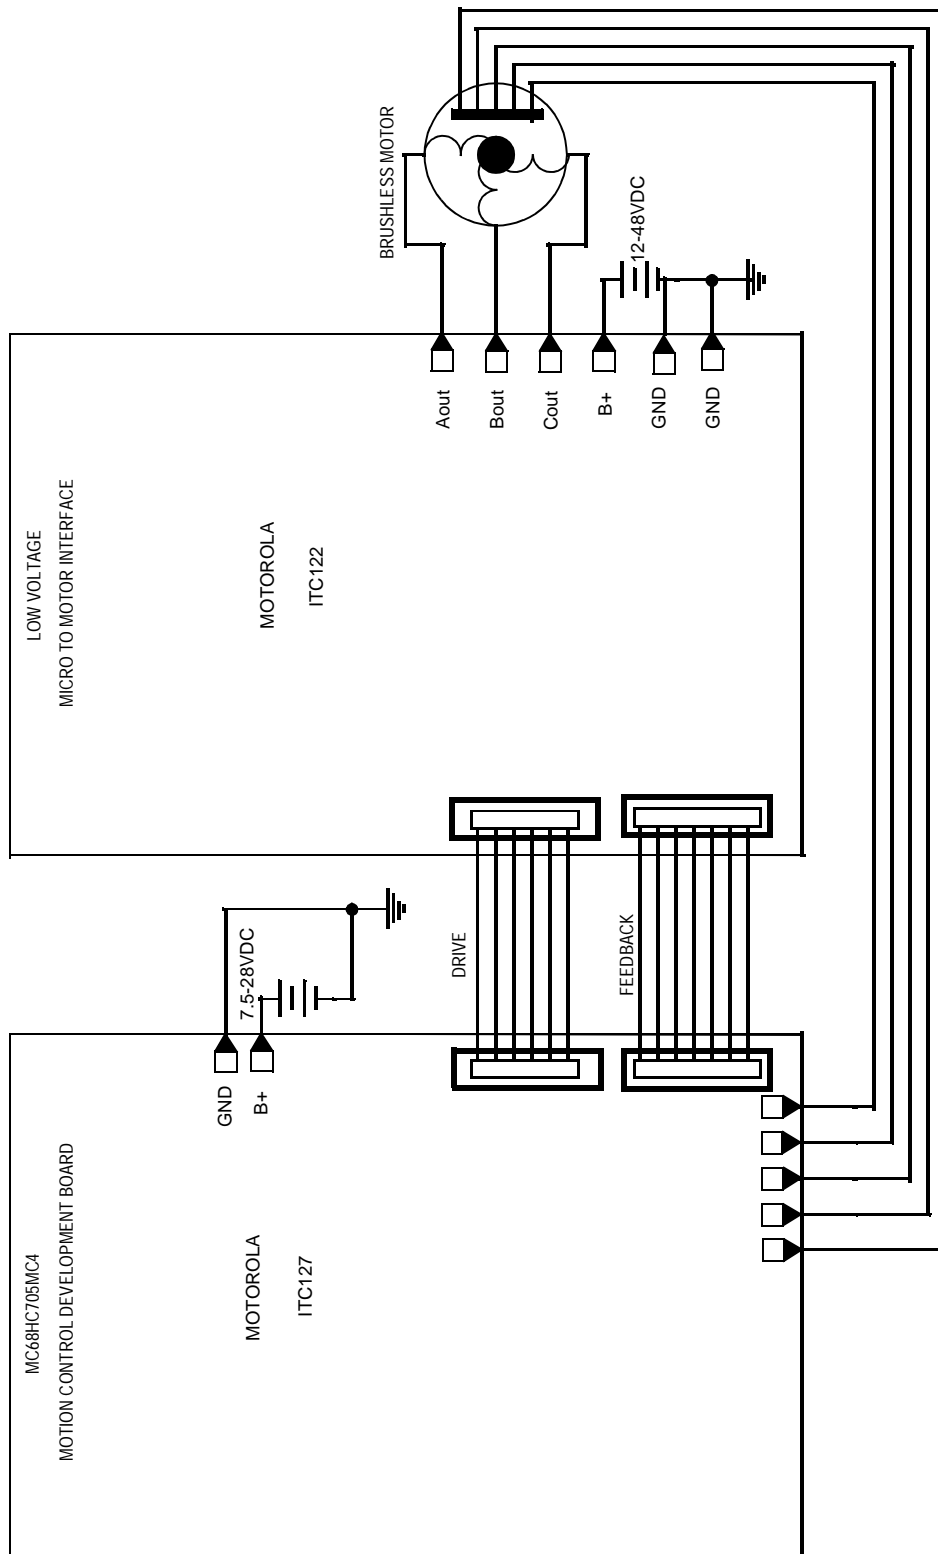 MC68HC705MC4
MOTION CONTROL DEVELOPMENT BOARD
MOTOROLA
ITC127
GND
B+
7.5-28VDC
DRIVE
FEEDBACK
LOW VOLTAGE
MICRO TO MOTOR INTERFACE
MOTOROLA
ITC122
Aout
Bout
Cout
B+
GND
GND
BRUSHLESS MOTOR
12-48VDC